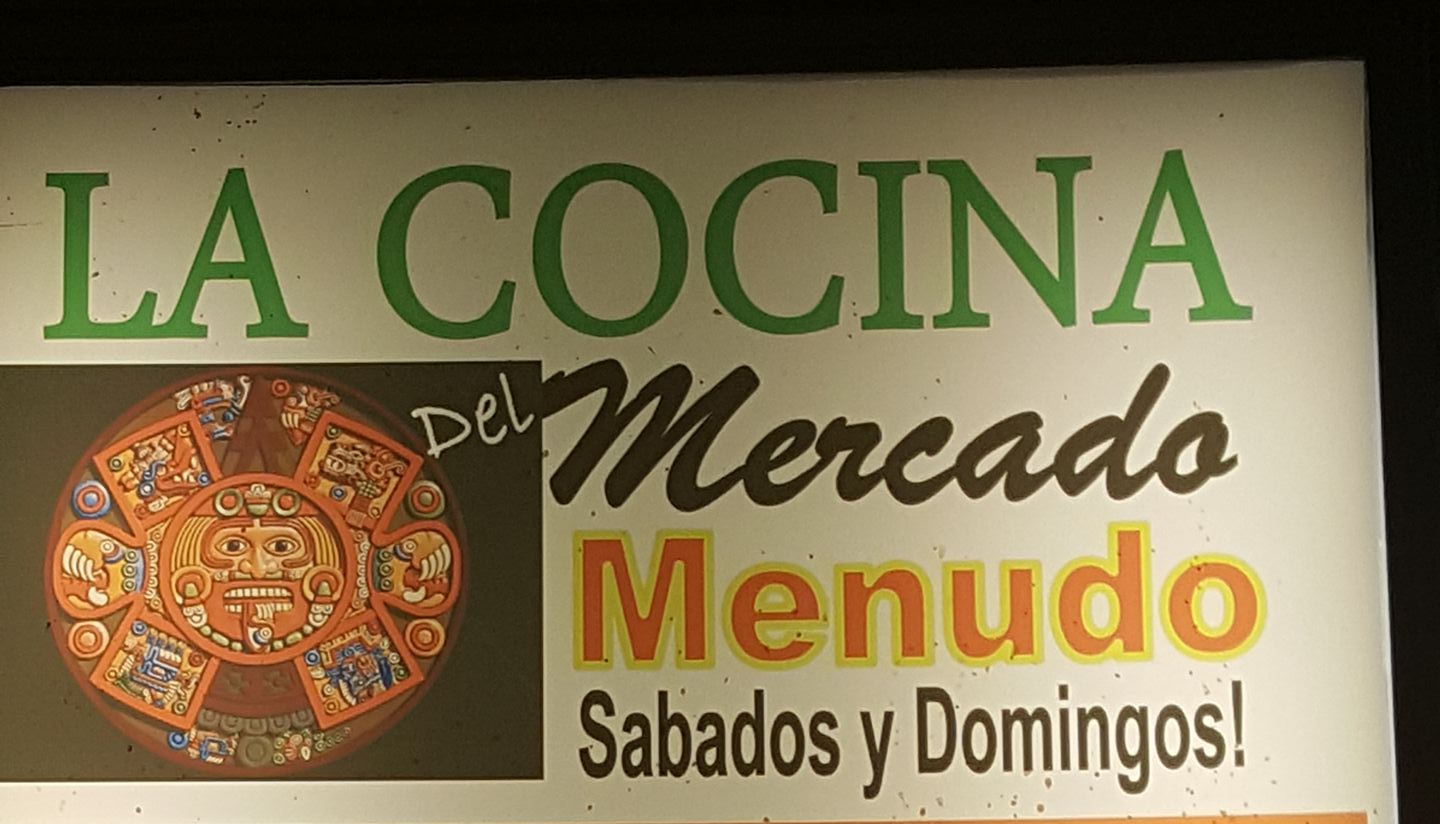 LA COCINA
Del Mercado
Menudo
Sabados y Domingos!